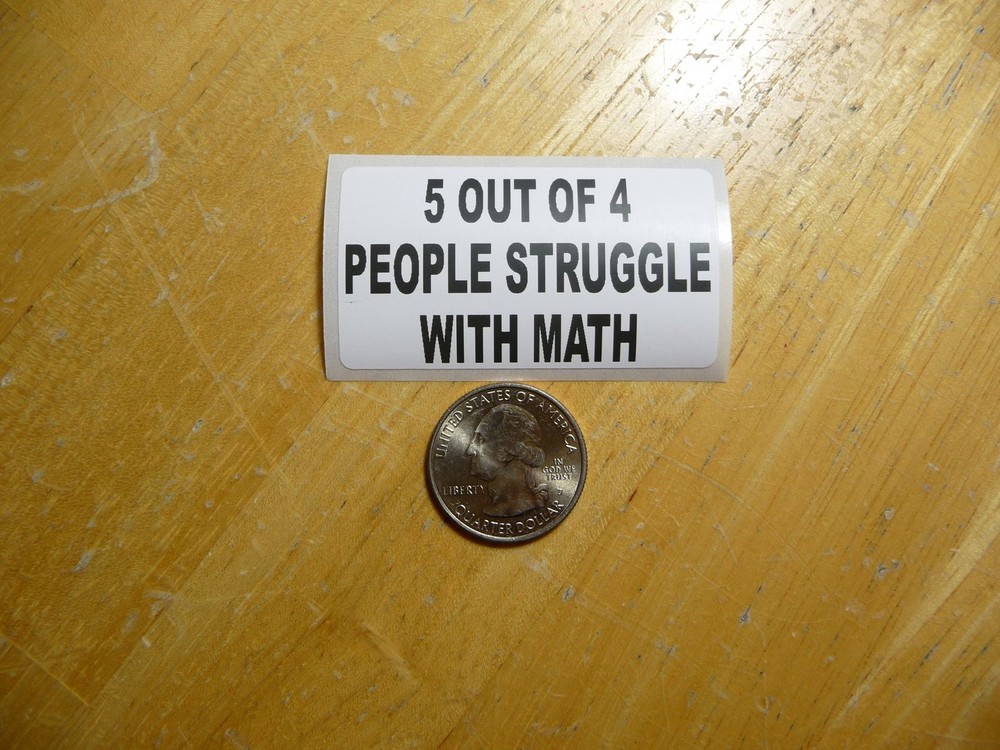 5 OUT OF 4
PEOPLE STRUGGLE
WITH MATH
UNITED STATES OF AMERICA
IN
GOD WE
TRUST
LIBERTY
QUARTER DOLLAR